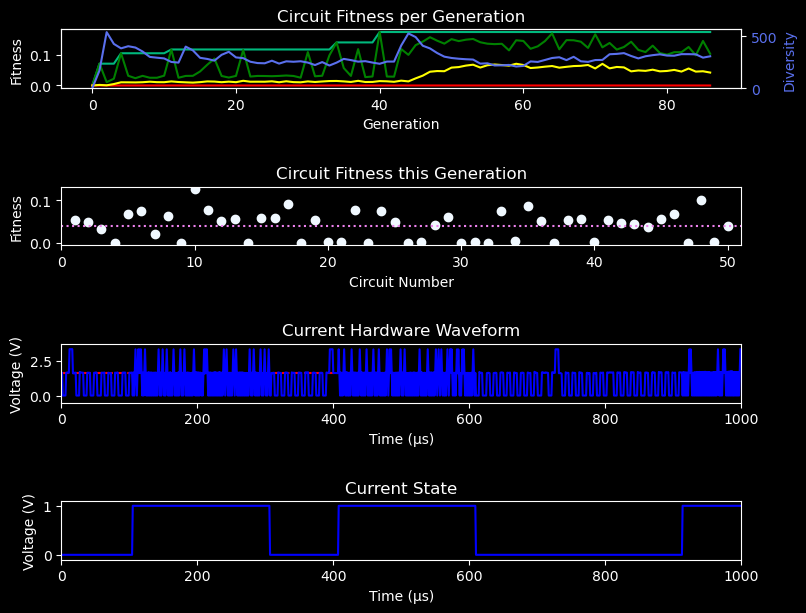 Circuit Fitness per Generation
Fitness
0.1
0.0
500
0
Diversity
0 20 40 60 80
Generation
Circuit Fitness this Generation
Fitness
0.1
0.0
0 10 20 30 40 50
Circuit Number
Current Hardware Waveform
Voltage (V)
2.5
0.0
0 200 400 600 800 1000
Time (μs)
Current State
Voltage (V)
1
0
0 200 400 600 800 1000
Time (μs)